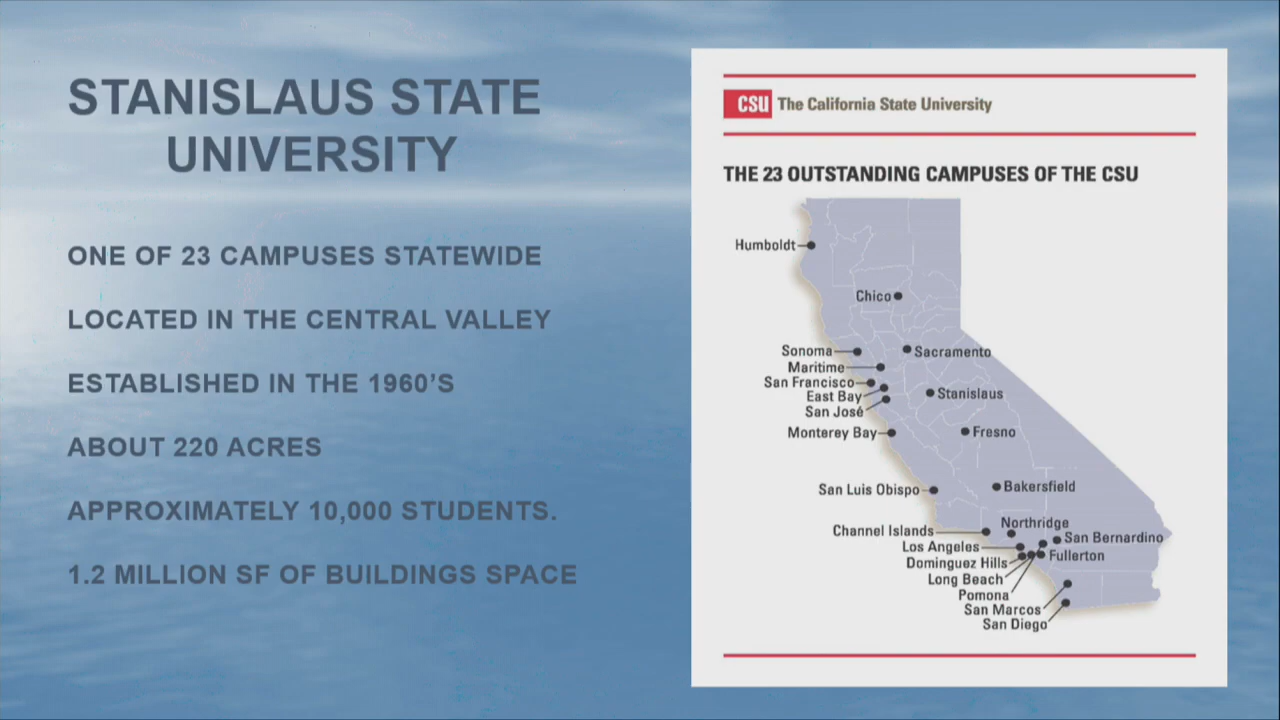 STANISLAUS STATE
UNIVERSITY
ONE OF 23 CAMPUSES STATEWIDE
LOCATED IN THE CENTRAL VALLEY
ESTABLISHED IN THE 1960'S
ABOUT 220 ACRES
APPROXIMATELY 10,000 STUDENTS.
1.2 MILLION SF OF BUILDINGS SPACE
CSU The California State University
THE 23 OUTSTANDING CAMPUSES OF THE CSU
Humboldt
Chico
Sonoma
Sacramento
Maritime
San Francisco
East Bay
Stanislaus
San José
Monterey Bay
Fresno
San Luis Obispo
Bakersfield
Northridge
Channel Islands
San Bernardino
Los Angeles
Fullerton
Dominguez Hills
Long Beach
Pomona
San Marcos
San Diego